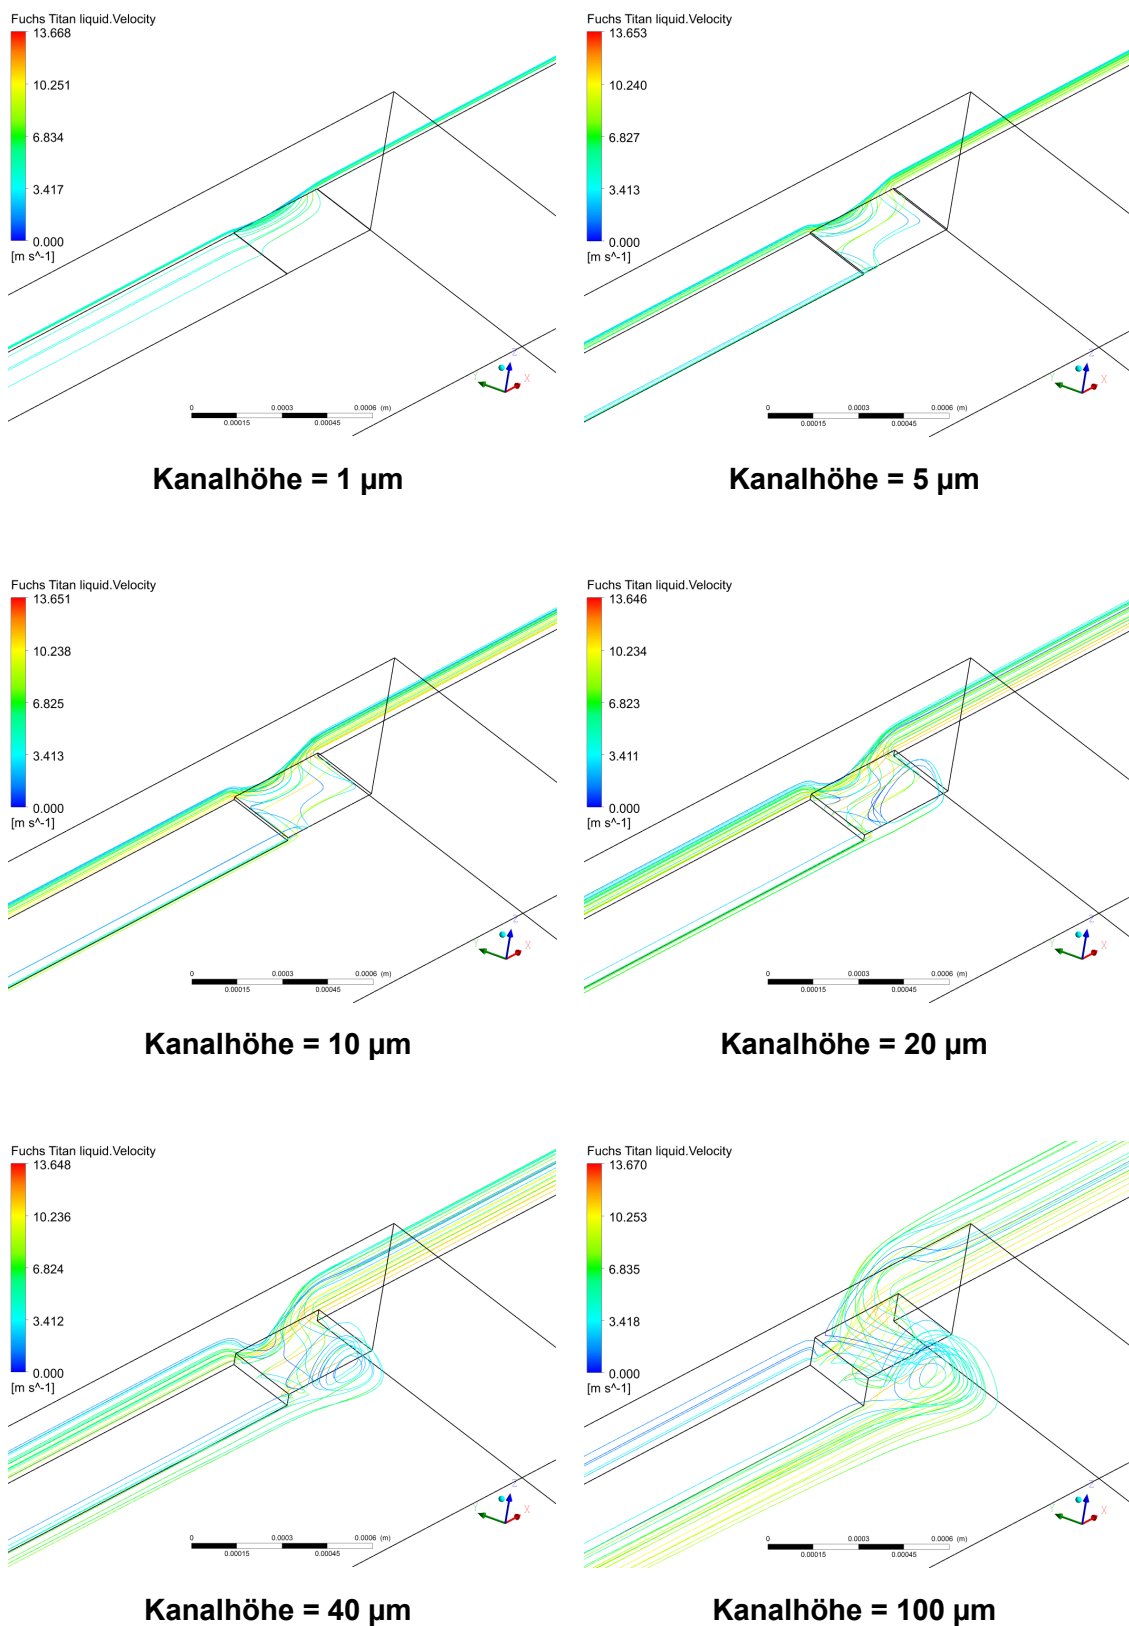 Fuchs Titan liquid.Velocity
13.668
10.251
6.834
3.417
0.000
[m s^-1]
Y
Z
X
0
0.0003
0.0006 (m)
0.00015
0.00045
Kanalhöhe = 1 µm
Fuchs Titan liquid.Velocity
13.653
10.240
6.827
3.413
0.000
[m s^-1]
Y
Z
X
0
0.0003
0.0006 (m)
0.00015
0.00045
Kanalhöhe = 5 µm
Fuchs Titan liquid.Velocity
13.651
10.238
6.825
3.413
0.000
[m s^-1]
Y
Z
X
0
0.0003
0.0006 (m)
0.00015
0.00045
Kanalhöhe = 10 µm
Fuchs Titan liquid.Velocity
13.646
10.234
6.823
3.411
0.000
[m s^-1]
Y
Z
X
0
0.0003
0.0006 (m)
0.00015
0.00045
Kanalhöhe = 20 µm
Fuchs Titan liquid.Velocity
13.648
10.236
6.824
3.412
0.000
[m s^-1]
Y
Z
X
0
0.0003
0.0006 (m)
0.00015
0.00045
Kanalhöhe = 40 µm
Fuchs Titan liquid.Velocity
13.670
10.253
6.835
3.418
0.000
[m s^-1]
Y
Z
X
0
0.0003
0.0006 (m)
0.00015
0.00045
Kanalhöhe = 100 µm